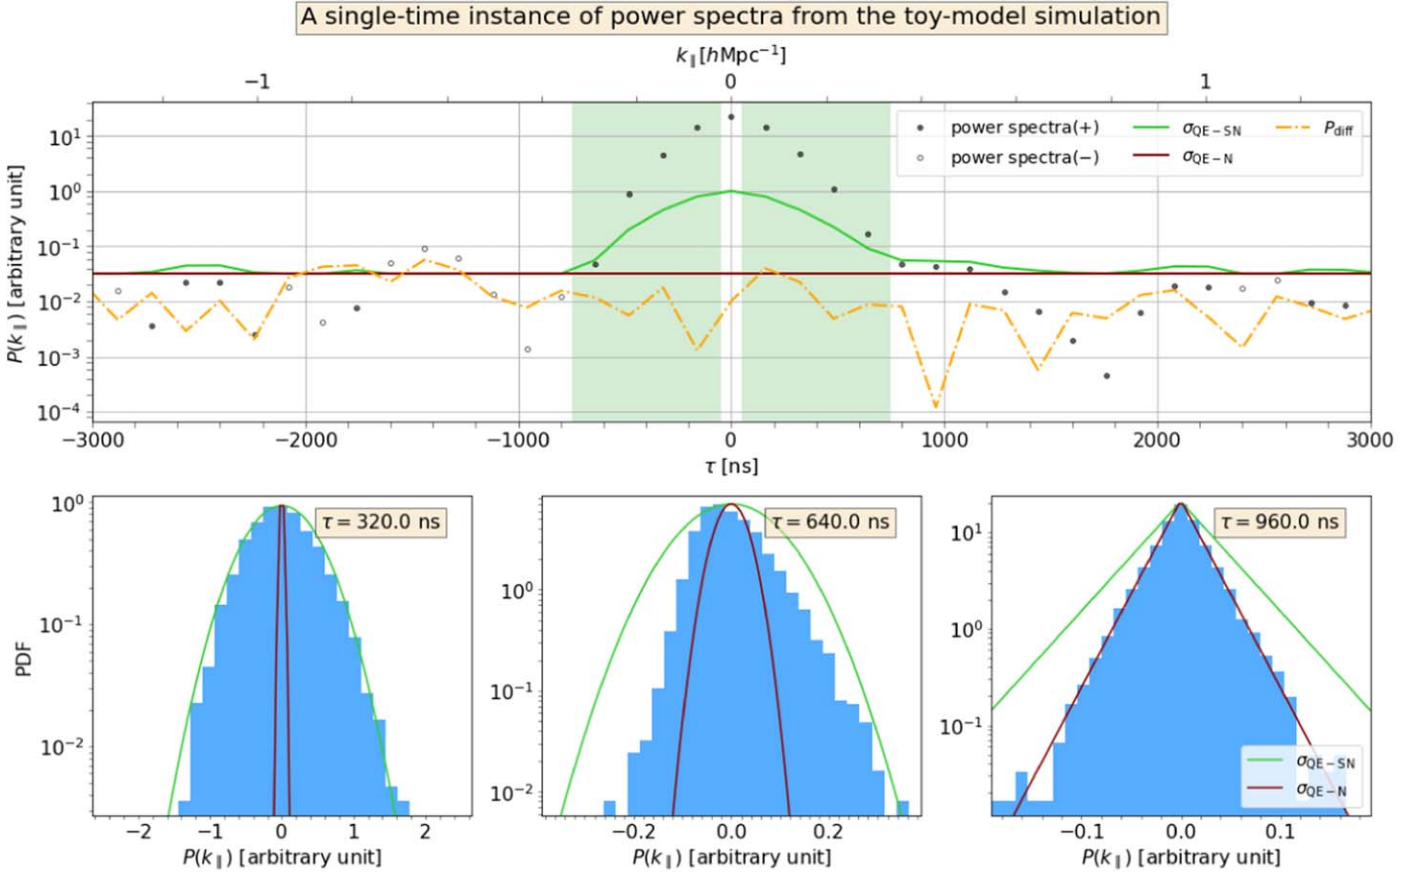 A single-time instance of power spectra from the toy-model simulation
k∥[hMpc⁻¹]
−1 0 1
P(k∥) [arbitrary unit]
10¹
10⁰
10⁻¹
10⁻²
10⁻³
10⁻⁴
power spectra(+) σQE−SN Pdiff
power spectra(−) σQE−N
−3000 −2000 −1000 0 1000 2000 3000
τ [ns]
PDF
10⁰
10⁻¹
10⁻²
τ = 320.0 ns
−2 −1 0 1 2
P(k∥) [arbitrary unit]
10⁰
10⁻¹
10⁻²
τ = 640.0 ns
−0.2 0.0 0.2
P(k∥) [arbitrary unit]
10¹
10⁰
10⁻¹
τ = 960.0 ns
σQE−SN
σQE−N
−0.1 0.0 0.1
P(k∥) [arbitrary unit]